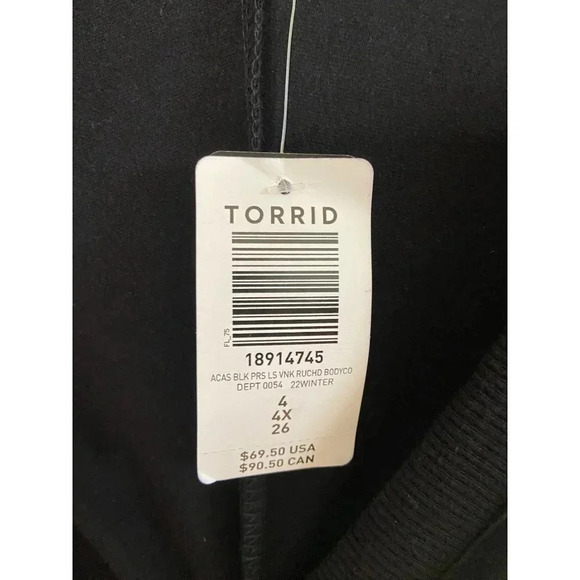 TORRID
FL_75
18914745
ACAS BLK PRS LS VNK RUCHD BODYCO
DEPT 0054 22WINTER
4
4X
26
$69.50 USA
$90.50 CAN